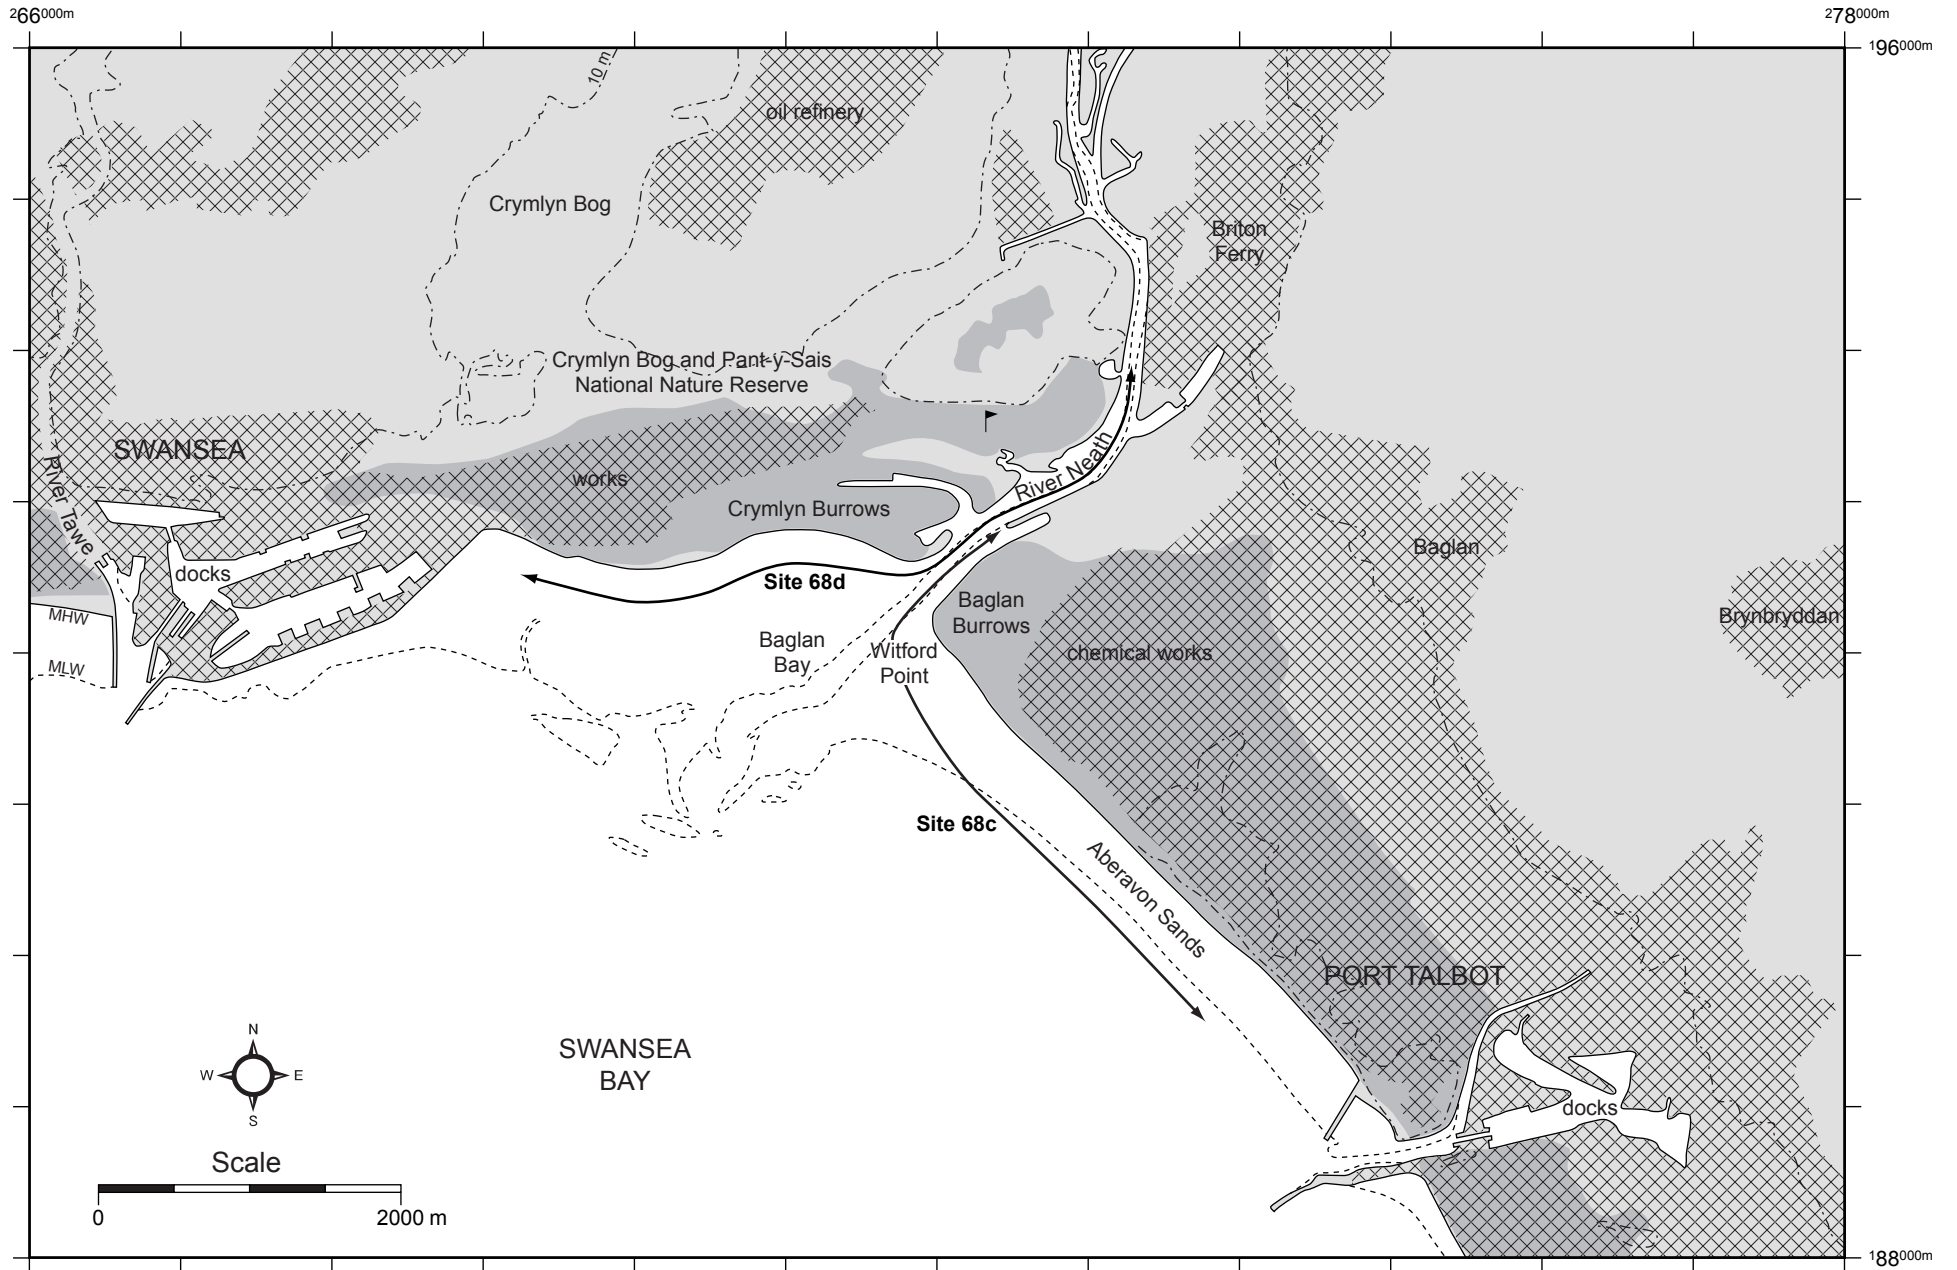 266000m
278000m
196000m
10 m
oil refinery
Crymlyn Bog
Briton
Ferry
Crymlyn Bog and Pant-y-Sais
National Nature Reserve
SWANSEA
River Tawe
works
River Neath
Crymlyn Burrows
Baglan
docks
Site 68d
Baglan
Burrows
MHW
Brynbryddan
Baglan
Bay
Witford
Point
chemical works
MLW
Site 68c
Aberavon Sands
PORT TALBOT
N
W
E
S
SWANSEA
BAY
docks
Scale
0
2000 m
188000m